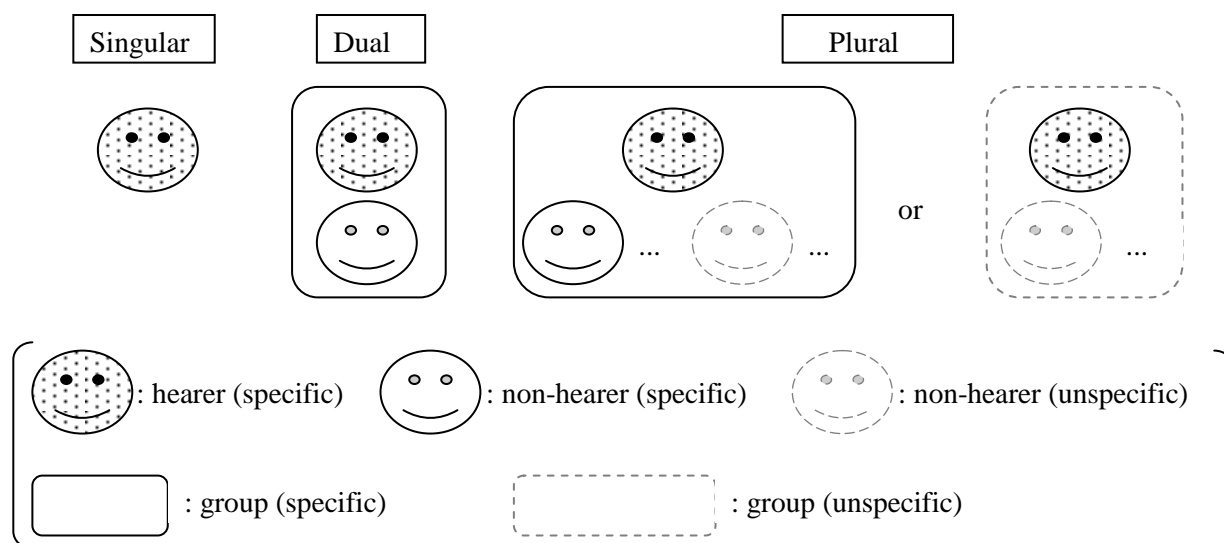 Singular Dual Plural
... ... or ...
: hearer (specific) : non-hearer (specific) : non-hearer (unspecific)
: group (specific) : group (unspecific)